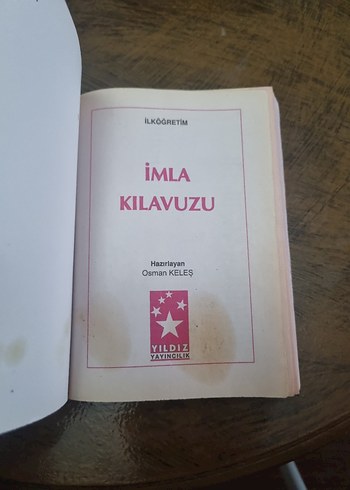 İLKÖĞRETİM
İMLA
KILAVUZU
Hazırlayan
Osman KELEŞ
YILDIZ
YAYINCILIK